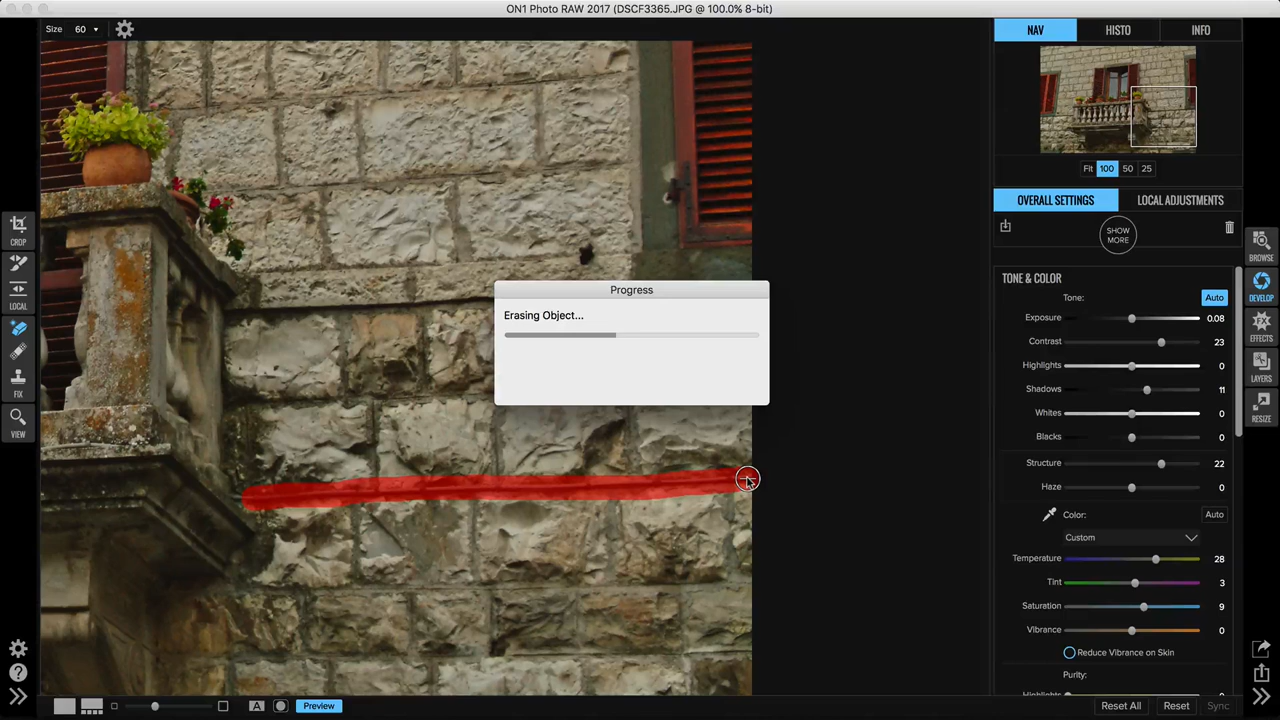 ON1 Photo RAW 2017 (DSCF3365.JPG @ 100.0% 8-bit)
Size 60
NAV HISTO INFO
Fit 100 50 25
OVERALL SETTINGS LOCAL ADJUSTMENTS
SHOW
MORE
CROP
LOCAL
FIX
VIEW
BROWSE
DEVELOP
EFFECTS
LAYERS
RESIZE
Progress
Erasing Object...
TONE & COLOR
Tone: Auto
Exposure 0.08
Contrast 23
Highlights 0
Shadows 11
Whites 0
Blacks 0
Structure 22
Haze 0
Color: Auto
Custom
Temperature 28
Tint 3
Saturation 9
Vibrance 0
Reduce Vibrance on Skin
Purity:
Highlights
A Preview
Reset All Reset Sync